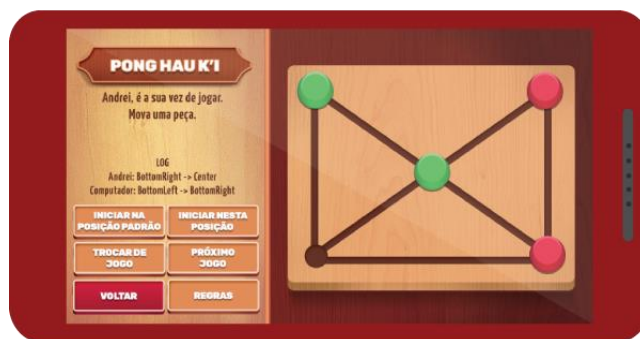 PONG HAU K'I
Andrei, é a sua vez de jogar.
Mova uma peça.
LOG
Andrei: BottomRight -> Center
Computador: BottomLeft -> BottomRight
INICIAR NA
POSIÇÃO PADRÃO
INICIAR NESTA
POSIÇÃO
TROCAR DE
JOGO
PRÓXIMO
JOGO
VOLTAR
REGRAS